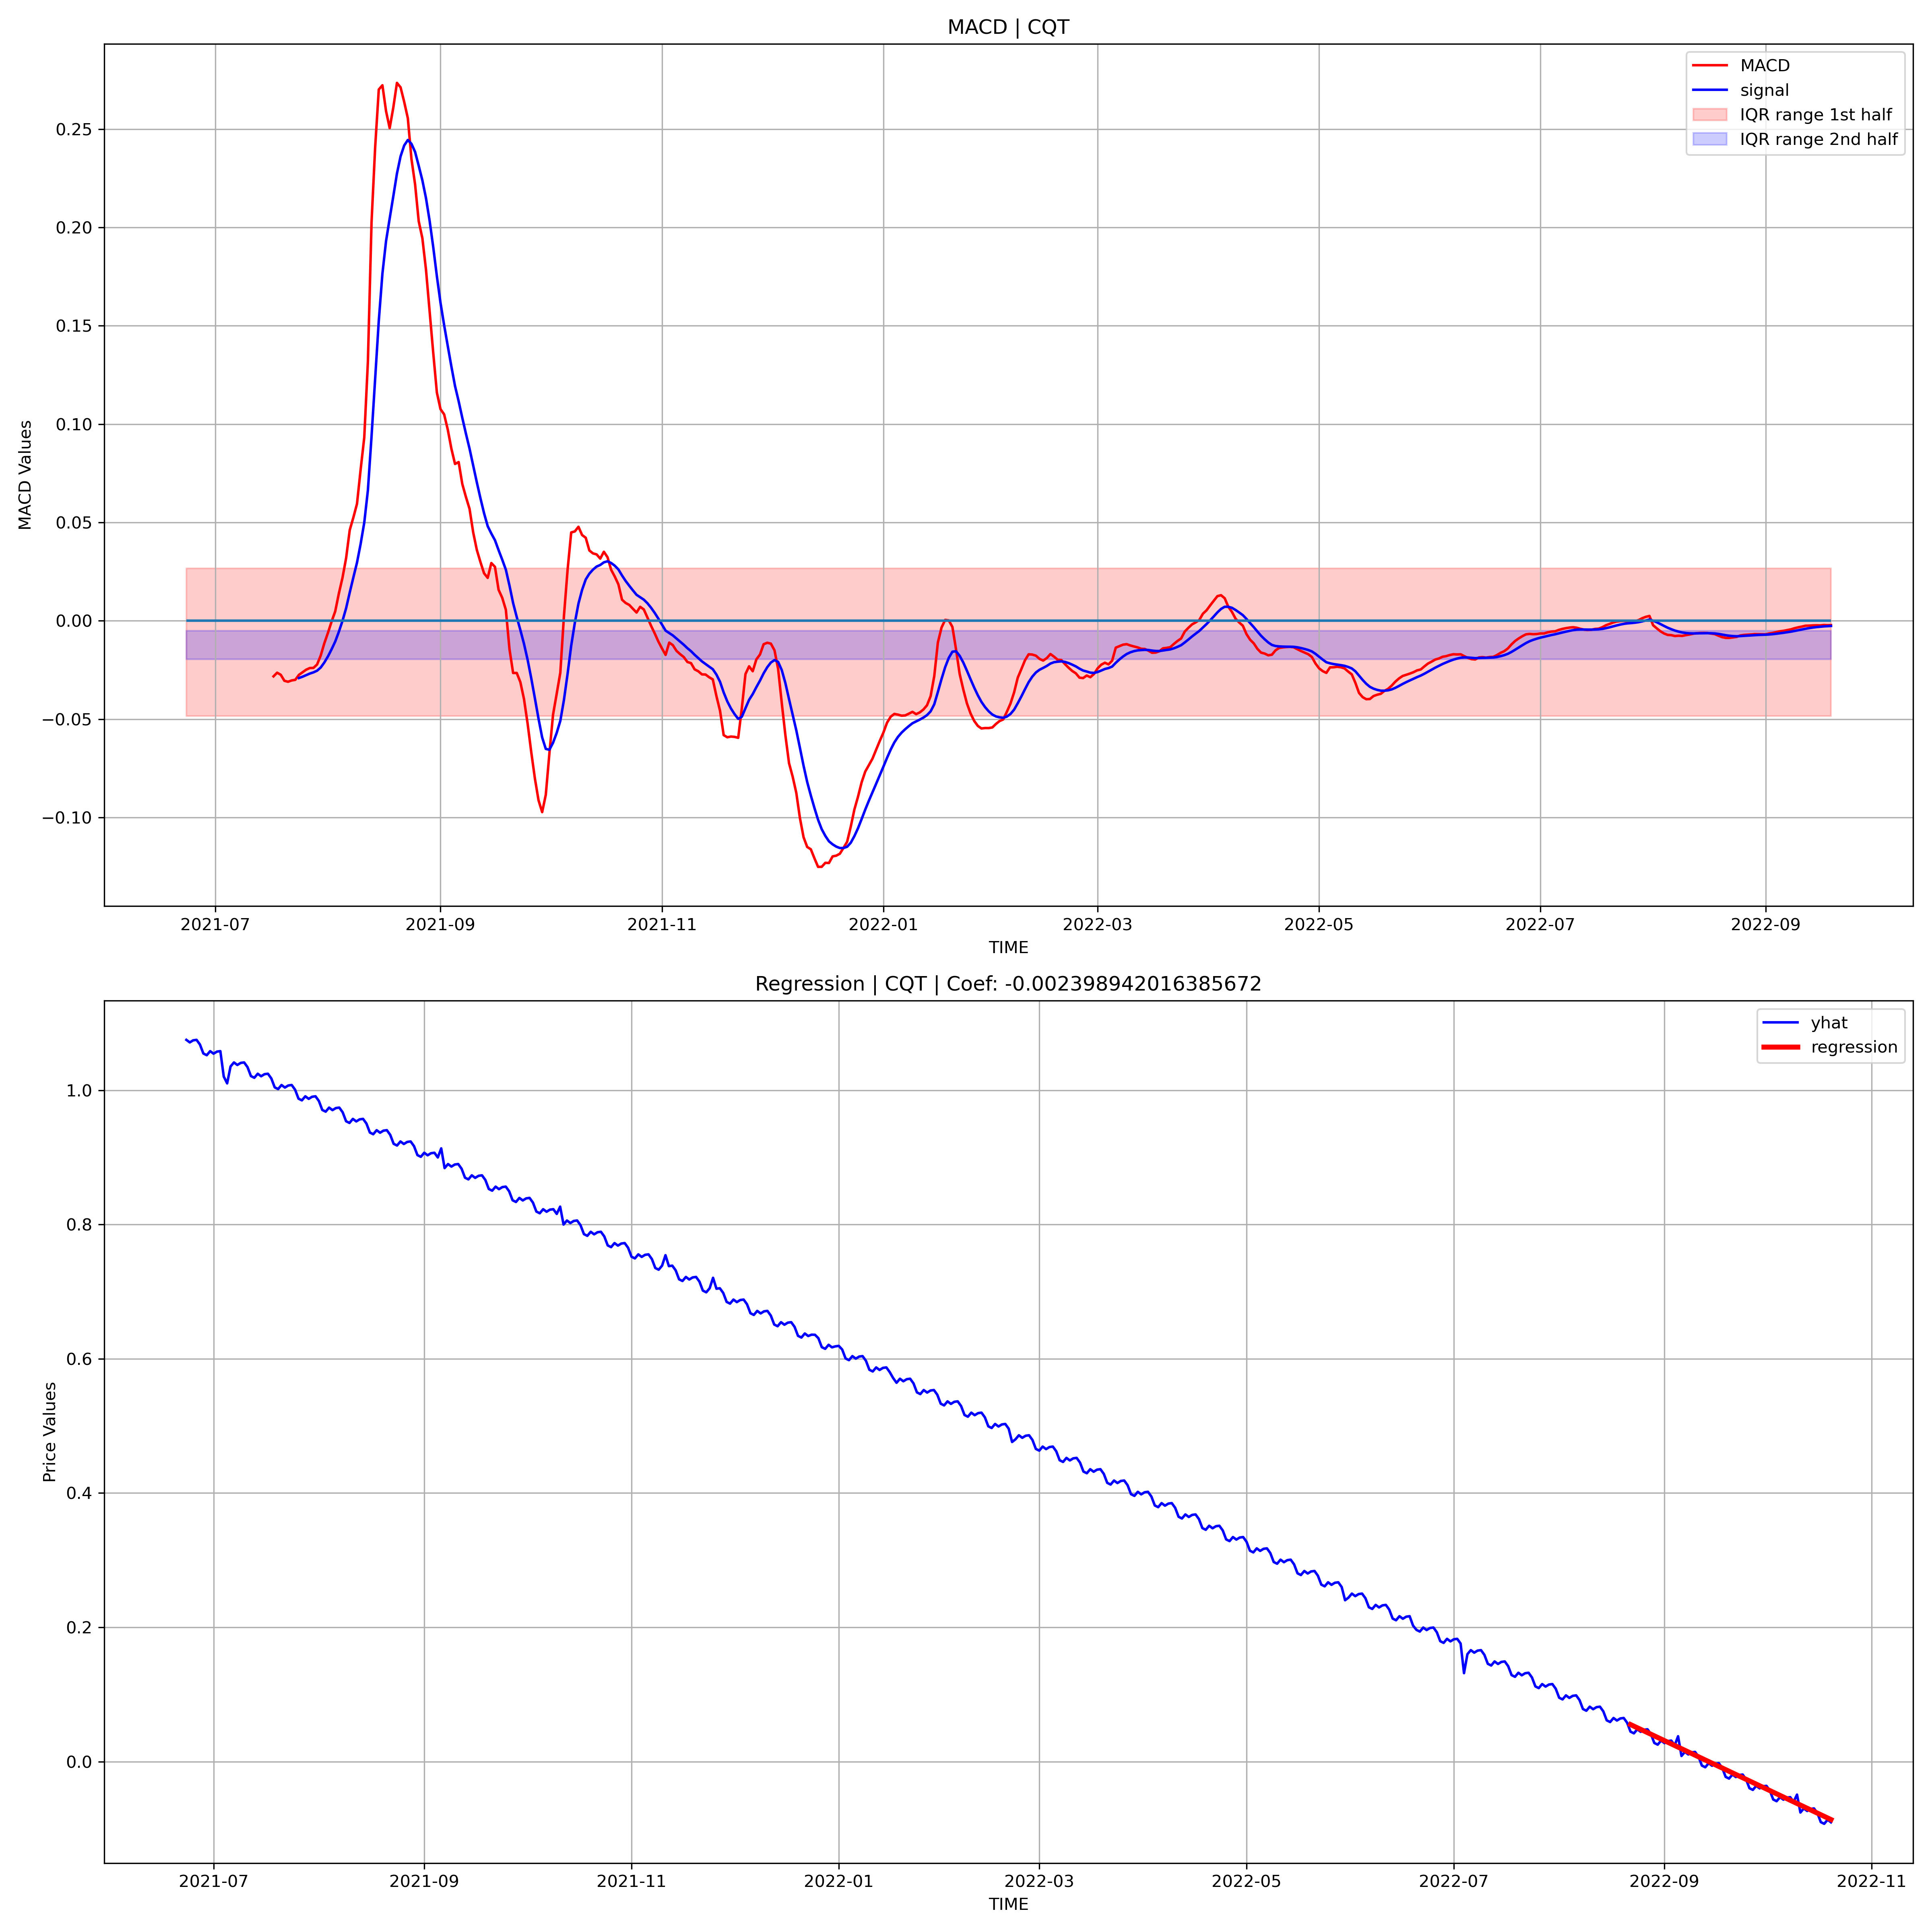 MACD | CQT
MACD
signal
IQR range 1st half
IQR range 2nd half
MACD Values
0.25
0.20
0.15
0.10
0.05
0.00
−0.05
−0.10
2021-07 2021-09 2021-11 2022-01 2022-03 2022-05 2022-07 2022-09
TIME
Regression | CQT | Coef: -0.002398942016385672
yhat
regression
Price Values
1.0
0.8
0.6
0.4
0.2
0.0
2021-07 2021-09 2021-11 2022-01 2022-03 2022-05 2022-07 2022-09 2022-11
TIME